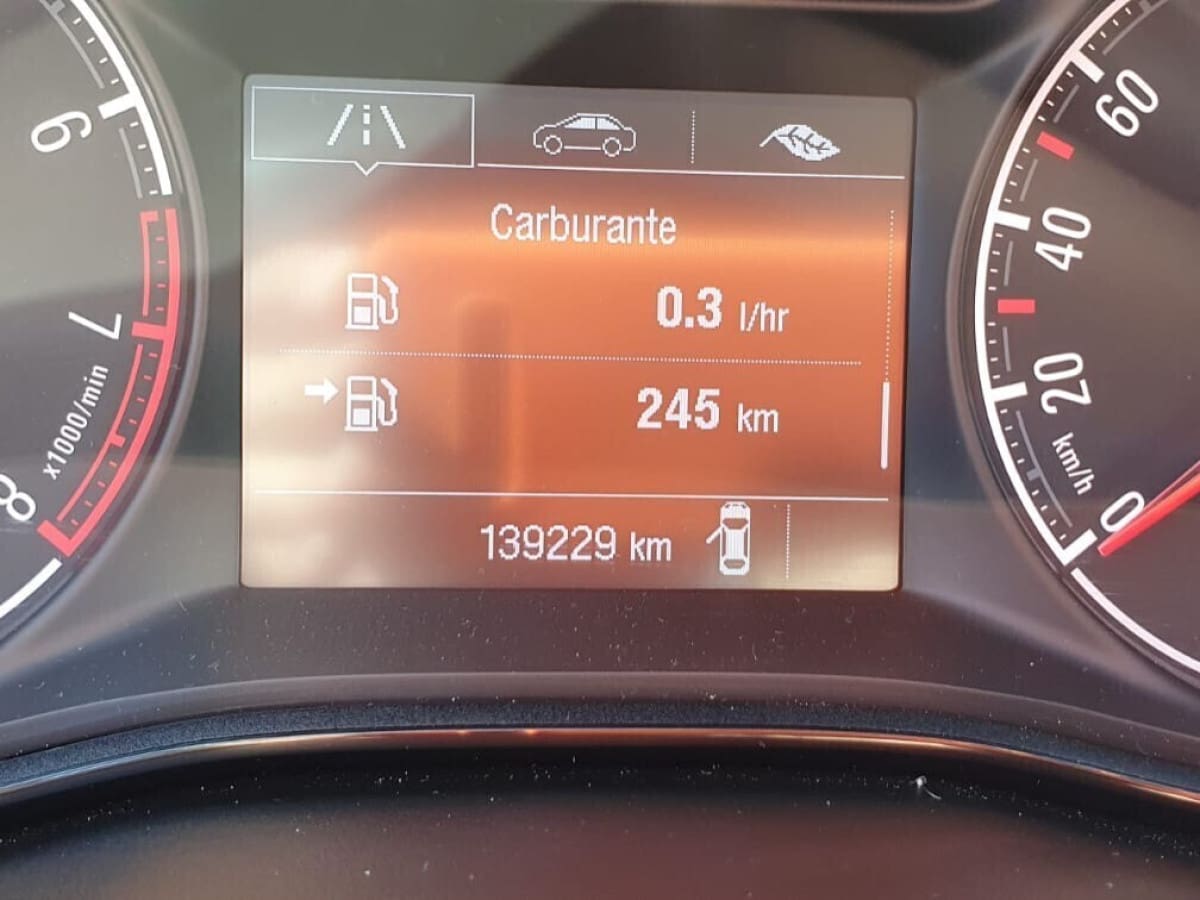 Carburante
0.3 l/hr
245 km
139229 km
6
7
8
x1000/min
60
40
20
0
km/h